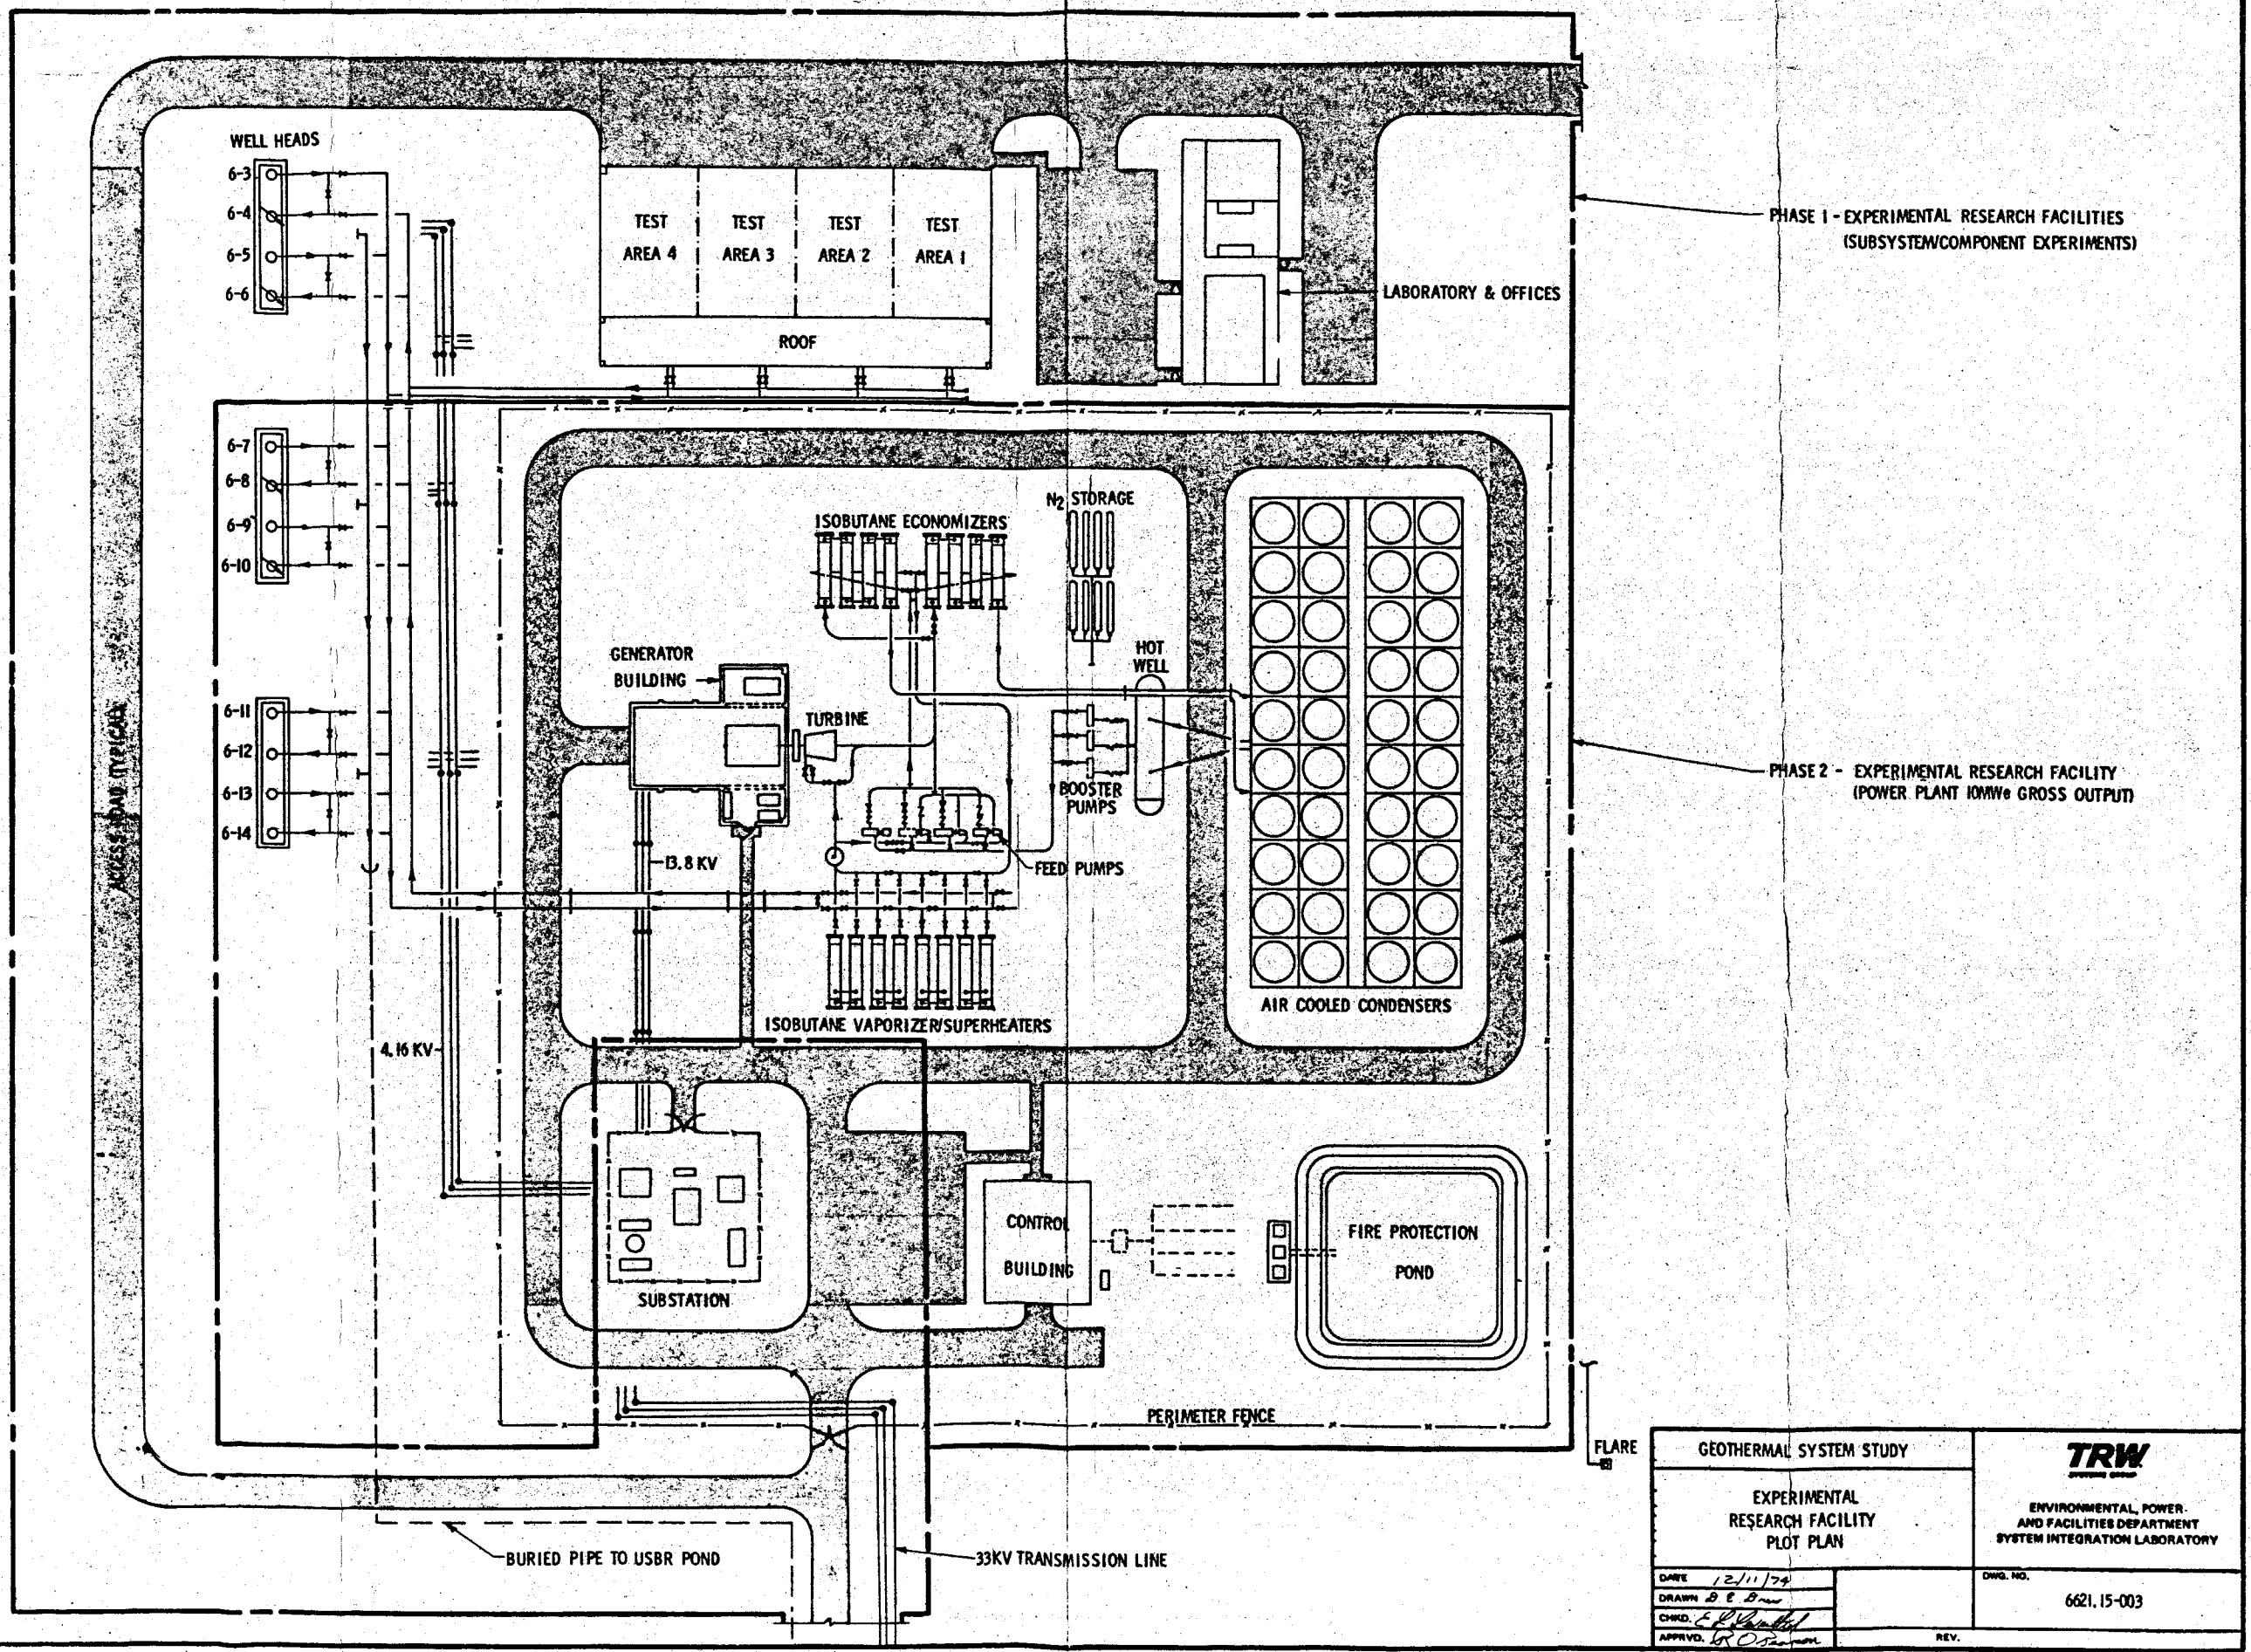 WELL HEADS
6-3
6-4
6-5
6-6
TEST
AREA 4
TEST
AREA 3
TEST
AREA 2
TEST
AREA 1
ROOF
LABORATORY & OFFICES
PHASE 1 - EXPERIMENTAL RESEARCH FACILITIES
(SUBSYSTEM/COMPONENT EXPERIMENTS)
6-7
6-8
6-9
6-10
ISOBUTANE ECONOMIZERS
N2 STORAGE
GENERATOR
BUILDING
HOT
WELL
TURBINE
6-11
6-12
6-13
6-14
ACCESS ROAD (TYPICAL)
BOOSTER
PUMPS
PHASE 2 - EXPERIMENTAL RESEARCH FACILITY
(POWER PLANT 10MWe GROSS OUTPUT)
13.8 KV
FEED PUMPS
AIR COOLED CONDENSERS
ISOBUTANE VAPORIZER/SUPERHEATERS
4.16 KV
CONTROL
BUILDING
FIRE PROTECTION
POND
SUBSTATION
PERIMETER FENCE
FLARE
BURIED PIPE TO USBR POND
33KV TRANSMISSION LINE
GEOTHERMAL SYSTEM STUDY
EXPERIMENTAL
RESEARCH FACILITY
PLOT PLAN
TRW
SYSTEMS GROUP
ENVIRONMENTAL, POWER
AND FACILITIES DEPARTMENT
SYSTEM INTEGRATION LABORATORY
DATE 12/11/74
DRAWN
CHKD.
APPRVD.
DWG. NO.
6621.15-003
REV.